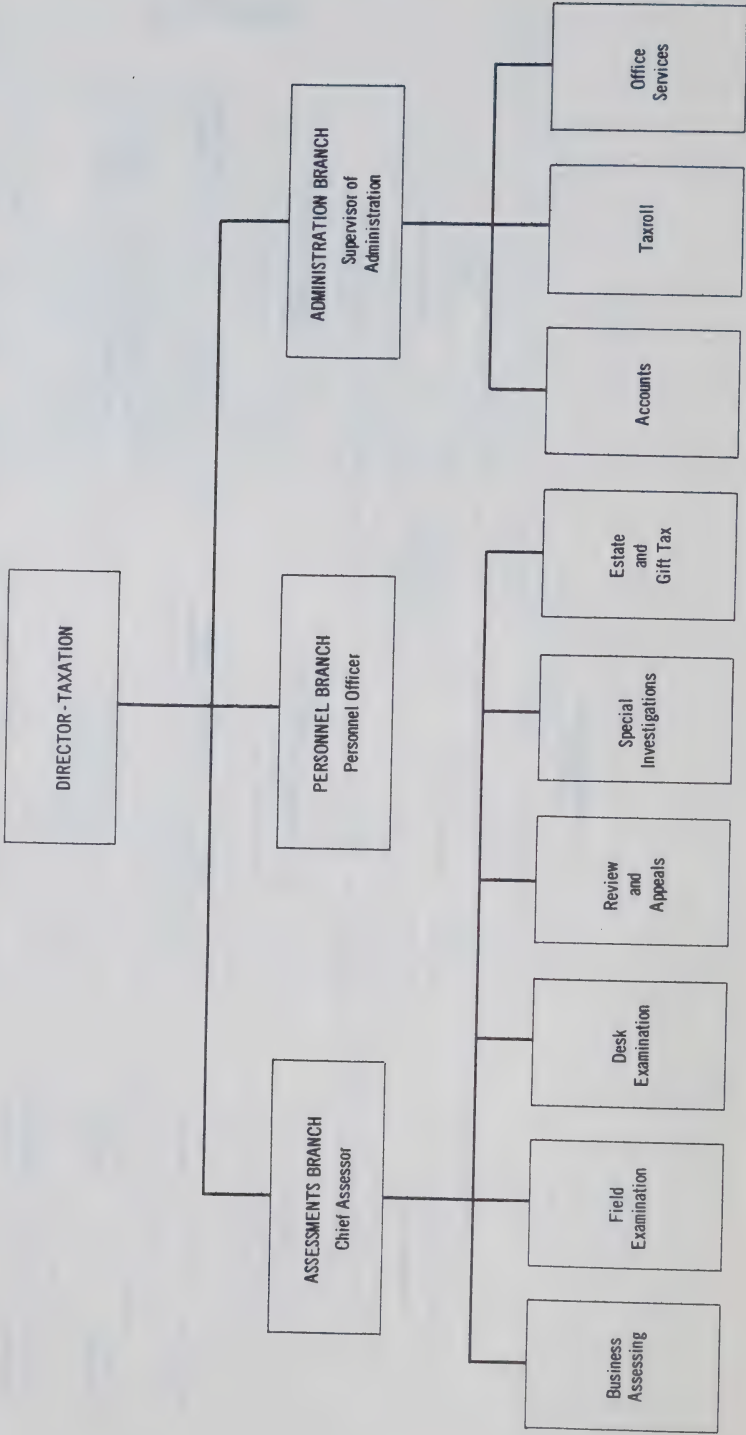 DIRECTOR-TAXATION
ASSESSMENTS BRANCH
Chief Assessor
PERSONNEL BRANCH
Personnel Officer
ADMINISTRATION BRANCH
Supervisor of
Administration
Business
Assessing
Field
Examination
Desk
Examination
Review
and
Appeals
Special
Investigations
Estate
and
Gift Tax
Accounts
Taxroll
Office
Services